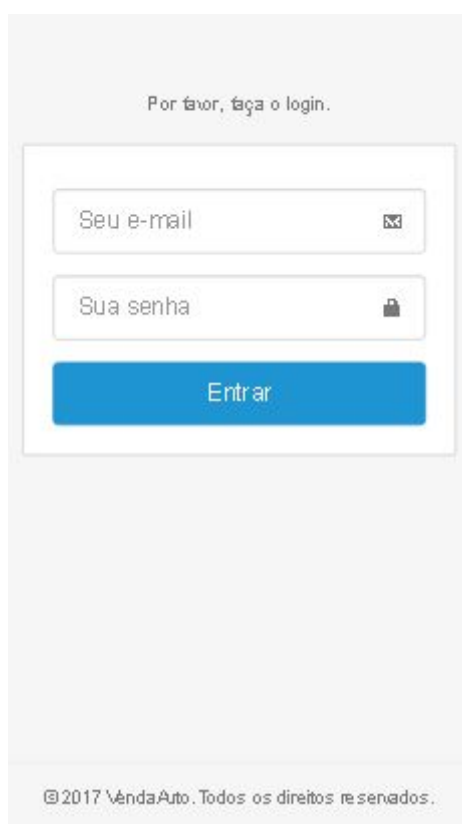 Por favor, faça o login.
Seu e-mail
Sua senha
Entrar
© 2017 VendaAuto. Todos os direitos reservados.